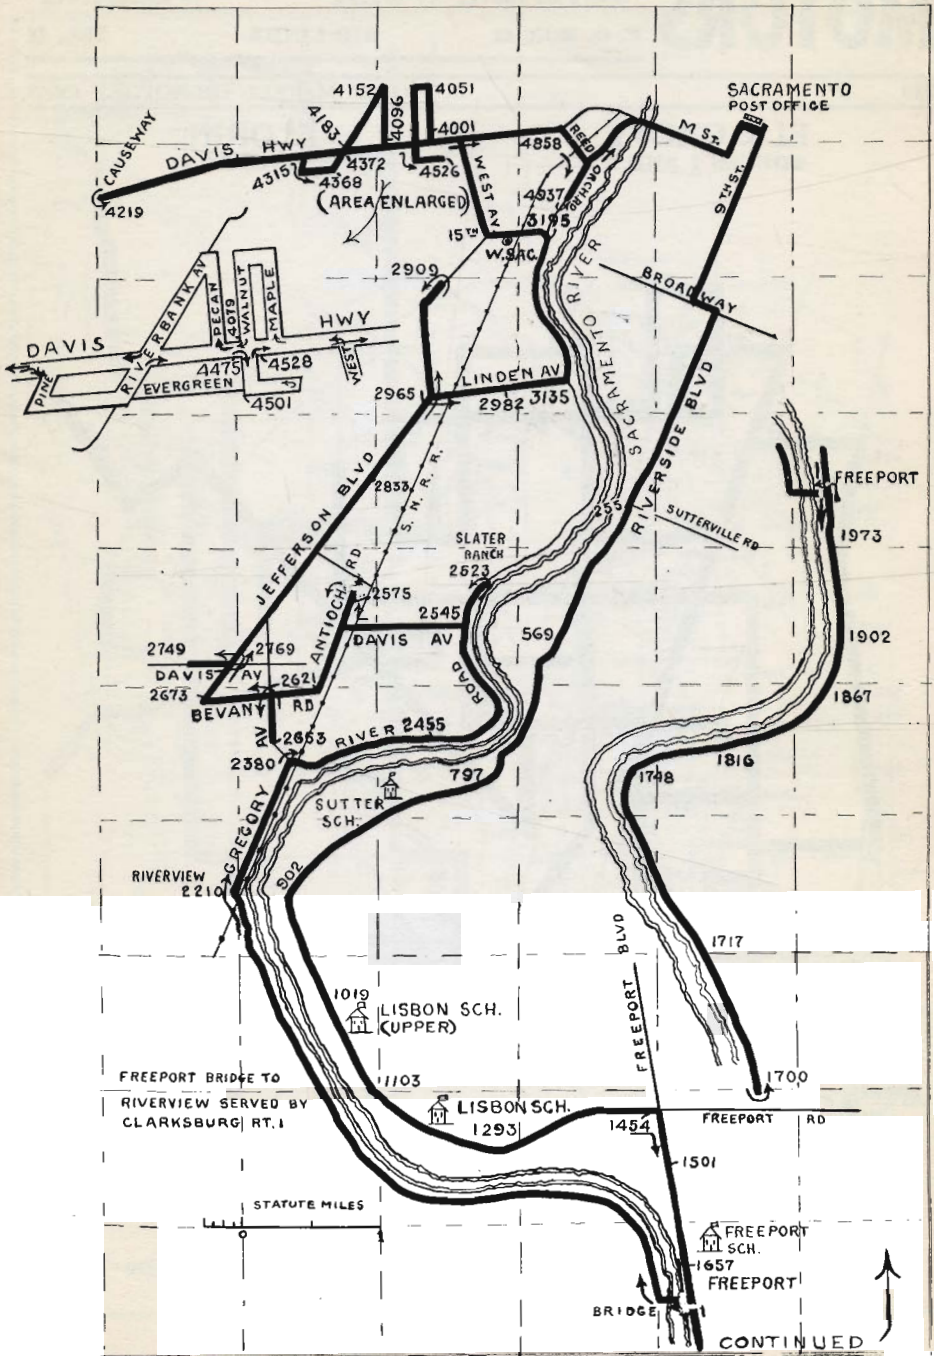 SACRAMENTO
POST OFFICE
4152
4051
4096
4183
4001
M ST.
CAUSEWAY
DAVIS HWY
4858
REED
4372
4315
4368
4526
WEST AV
9TH ST.
4219
(AREA ENLARGED)
4937
ORCH. RD
3195
15TH
W. SAC.
2909
BROADWAY
RIVERBANK AV
PECAN
4079
WALNUT
MAPLE
HWY
DAVIS
WEST
4475
4528
PINE
EVERGREEN
4501
SACRAMENTO RIVER
LINDEN AV
2965
2982
3135
RIVERSIDE BLVD
JEFFERSON BLVD
2833
S. N. R. R.
FREEPORT
255
SUTTERVILLE RD
1973
SLATER
RANCH
2523
ANTIOCH RD
2575
2545
DAVIS AV
569
1902
2749
2769
DAVIS AV
2621
2673
BEVAN RD
ROAD
1867
AV
2663
RIVER
2455
2380
797
1748
1816
SUTTER
SCH.
GREGORY
902
RIVERVIEW
2210
1717
FREEPORT BLVD
1019
LISBON SCH.
(UPPER)
FREEPORT BRIDGE TO
RIVERVIEW SERVED BY
CLARKSBURG RT. 1
1103
1700
LISBON SCH.
1293
1454
FREEPORT RD
1501
STATUTE MILES
0 1
FREEPORT
SCH.
1657
FREEPORT
BRIDGE
CONTINUED